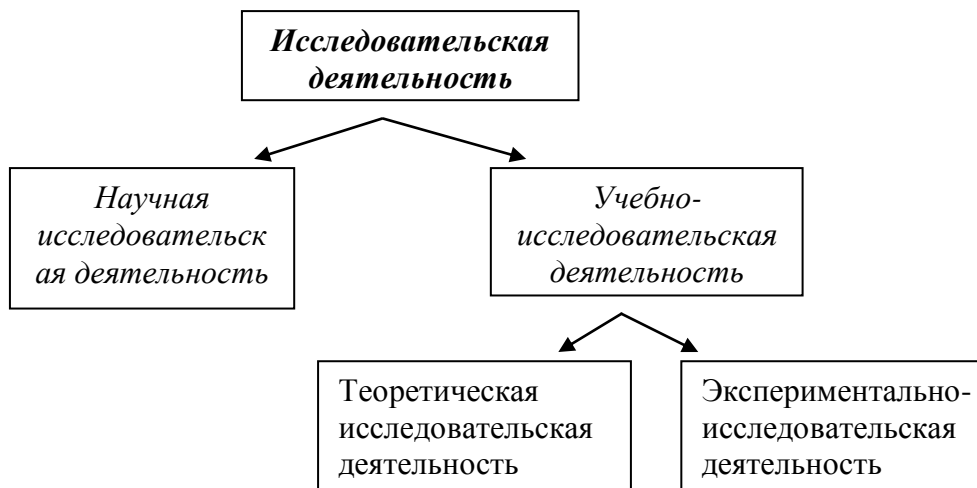 Исследовательская
деятельность
Научная
исследовательск
ая деятельность
Учебно-
исследовательская
деятельность
Теоретическая
исследовательская
деятельность
Экспериментально-
исследовательская
деятельность